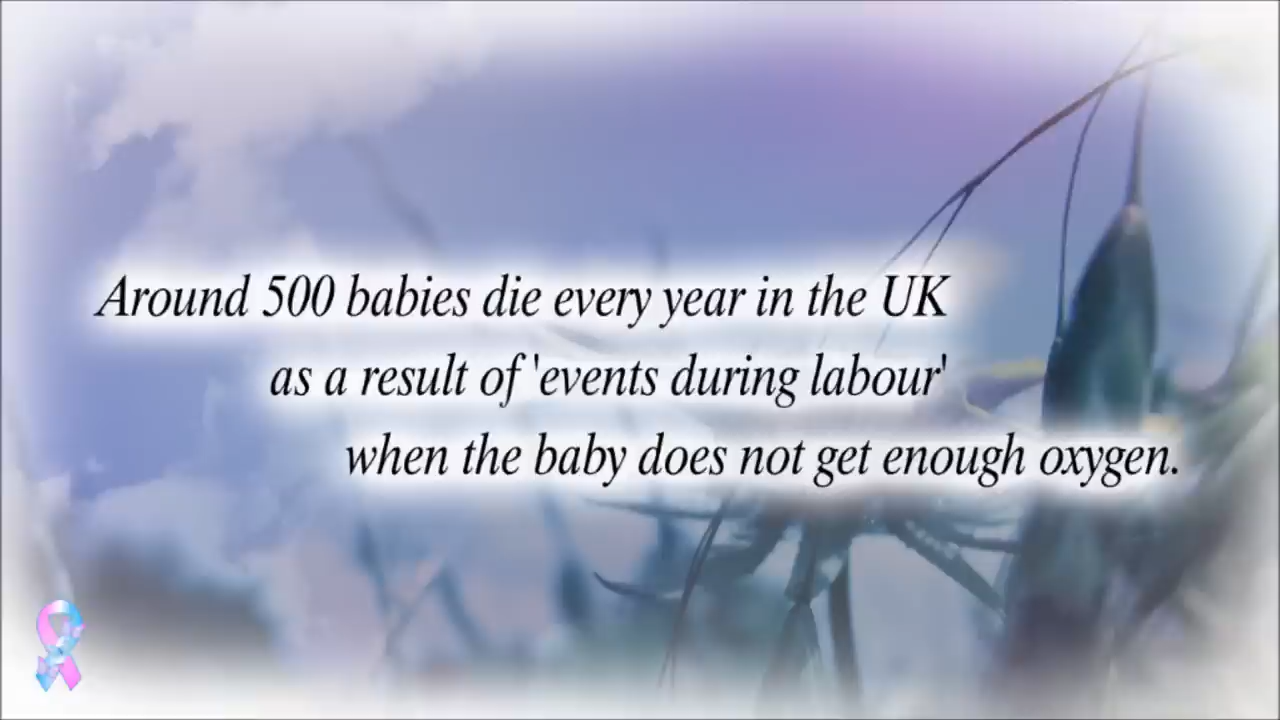 Around 500 babies die every year in the UK
as a result of 'events during labour'
when the baby does not get enough oxygen.